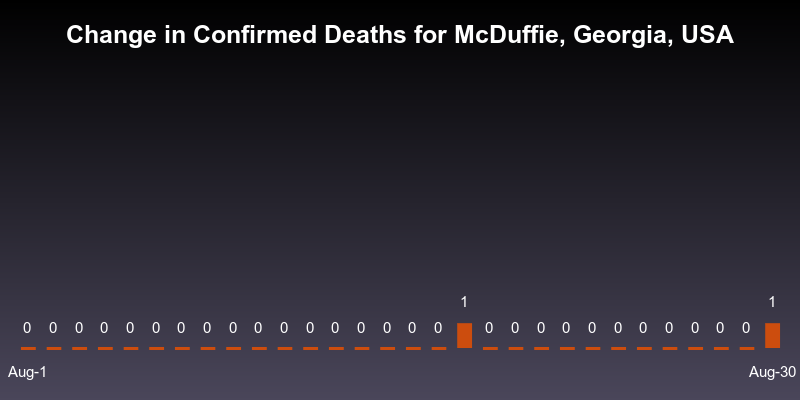 Change in Confirmed Deaths for McDuffie, Georgia, USA
1 1
0 0 0 0 0 0 0 0 0 0 0 0 0 0 0 0 0 0 0 0 0 0 0 0 0 0 0 0
Aug-1 Aug-30